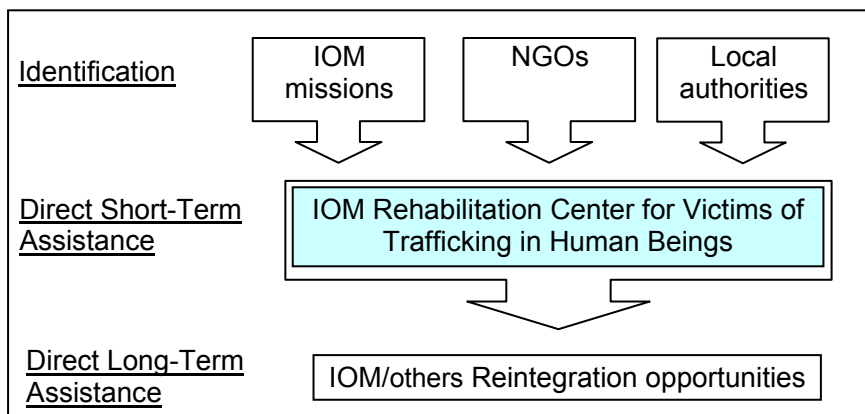 Identification
IOM
missions
NGOs
Local
authorities
Direct Short-Term
Assistance
IOM Rehabilitation Center for Victims of
Trafficking in Human Beings
Direct Long-Term
Assistance
IOM/others Reintegration opportunities